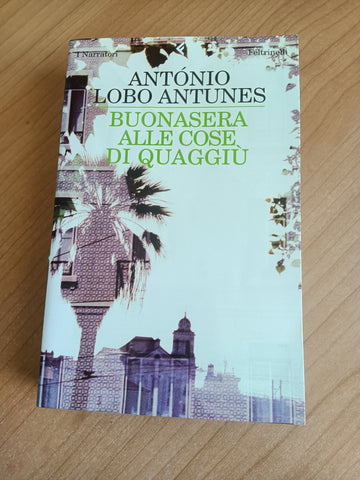 I Narratori
Feltrinelli
ANTÓNIO
LOBO ANTUNES
BUONASERA
ALLE COSE
DI QUAGGIÙ